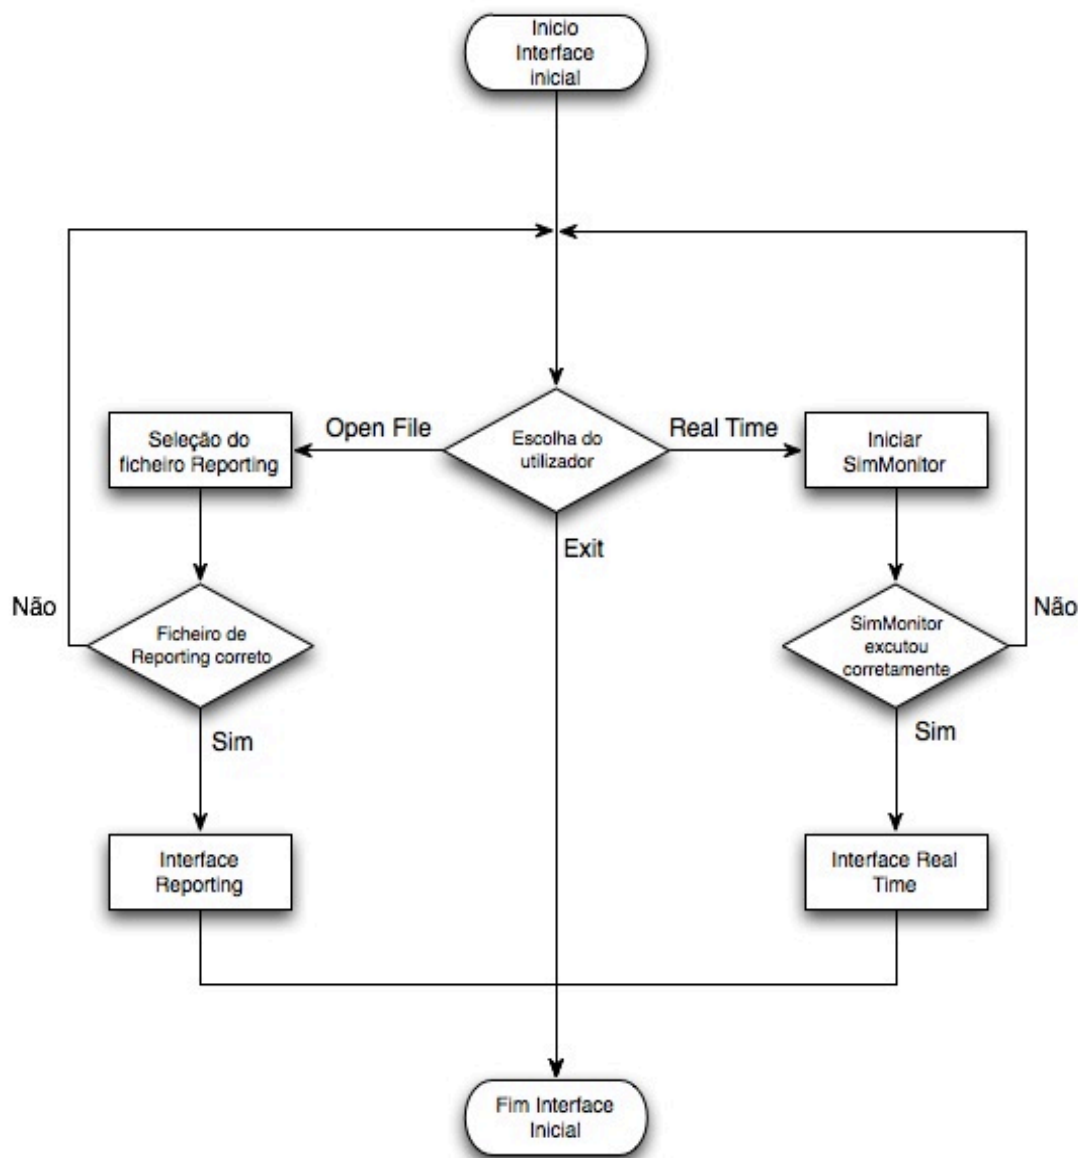 Inicio
Interface
inicial
Open File
Real Time
Seleção do
ficheiro Reporting
Escolha do
utilizador
Iniciar
SimMonitor
Exit
Não
Não
Ficheiro de
Reporting correto
SimMonitor
excutou
corretamente
Sim
Sim
Interface
Reporting
Interface Real
Time
Fim Interface
Inicial